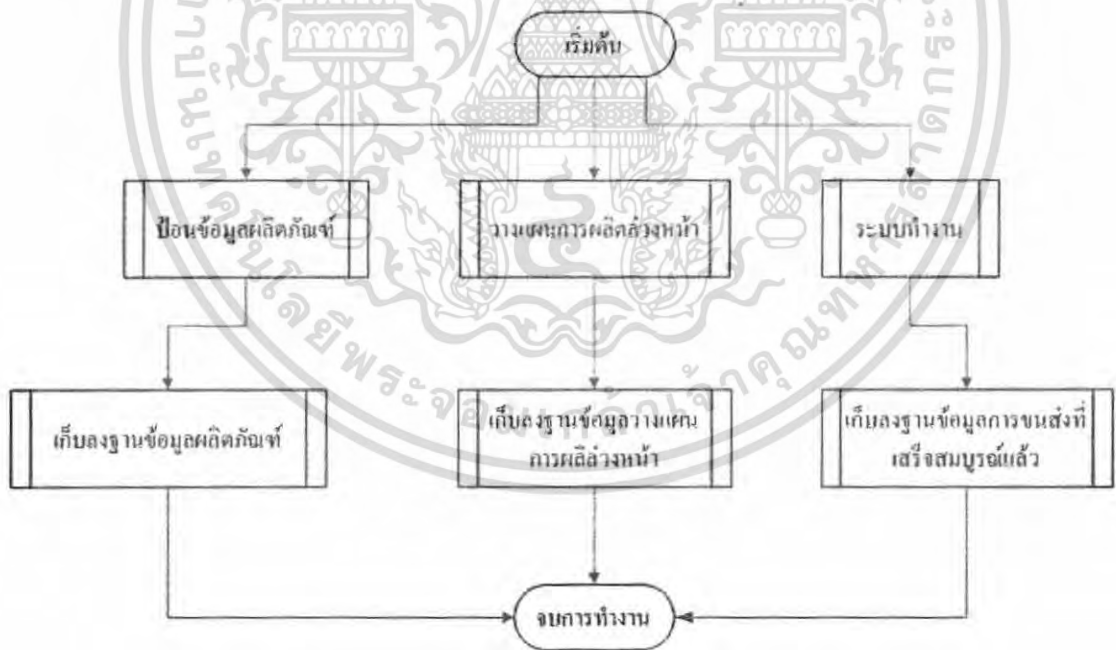 เริ่มต้น
ป้อนข้อมูลผลิตภัณฑ์
วางแผนการผลิตล่วงหน้า
ระบบทำงาน
เก็บลงฐานข้อมูลผลิตภัณฑ์
เก็บลงฐานข้อมูลวางแผน
การผลิล่วงหน้า
เก็บลงฐานข้อมูลการขนส่งที่
เสร็จสมบูรณ์แล้ว
จบการทำงาน